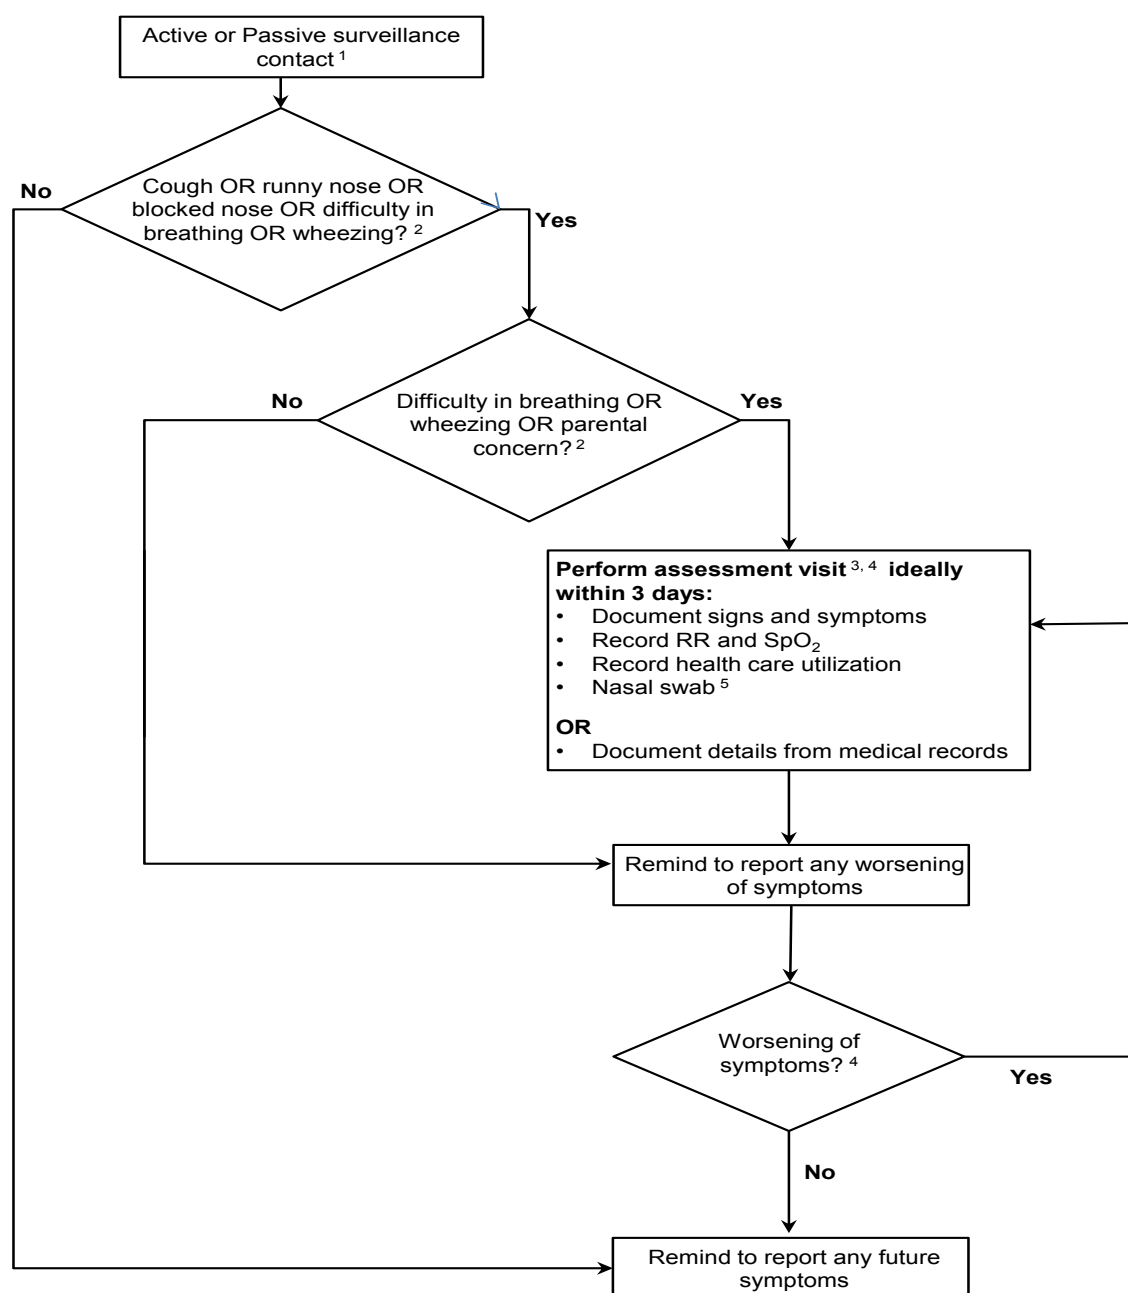 Active or Passive surveillance
contact 1
No
Cough OR runny nose OR
blocked nose OR difficulty in
breathing OR wheezing? 2
Yes
No
Difficulty in breathing OR
wheezing OR parental
concern? 2
Yes
Perform assessment visit 3, 4 ideally
within 3 days:
• Document signs and symptoms
• Record RR and SpO2
• Record health care utilization
• Nasal swab 5
OR
• Document details from medical records
Remind to report any worsening
of symptoms
Worsening of
symptoms? 4
Yes
No
Remind to report any future
symptoms